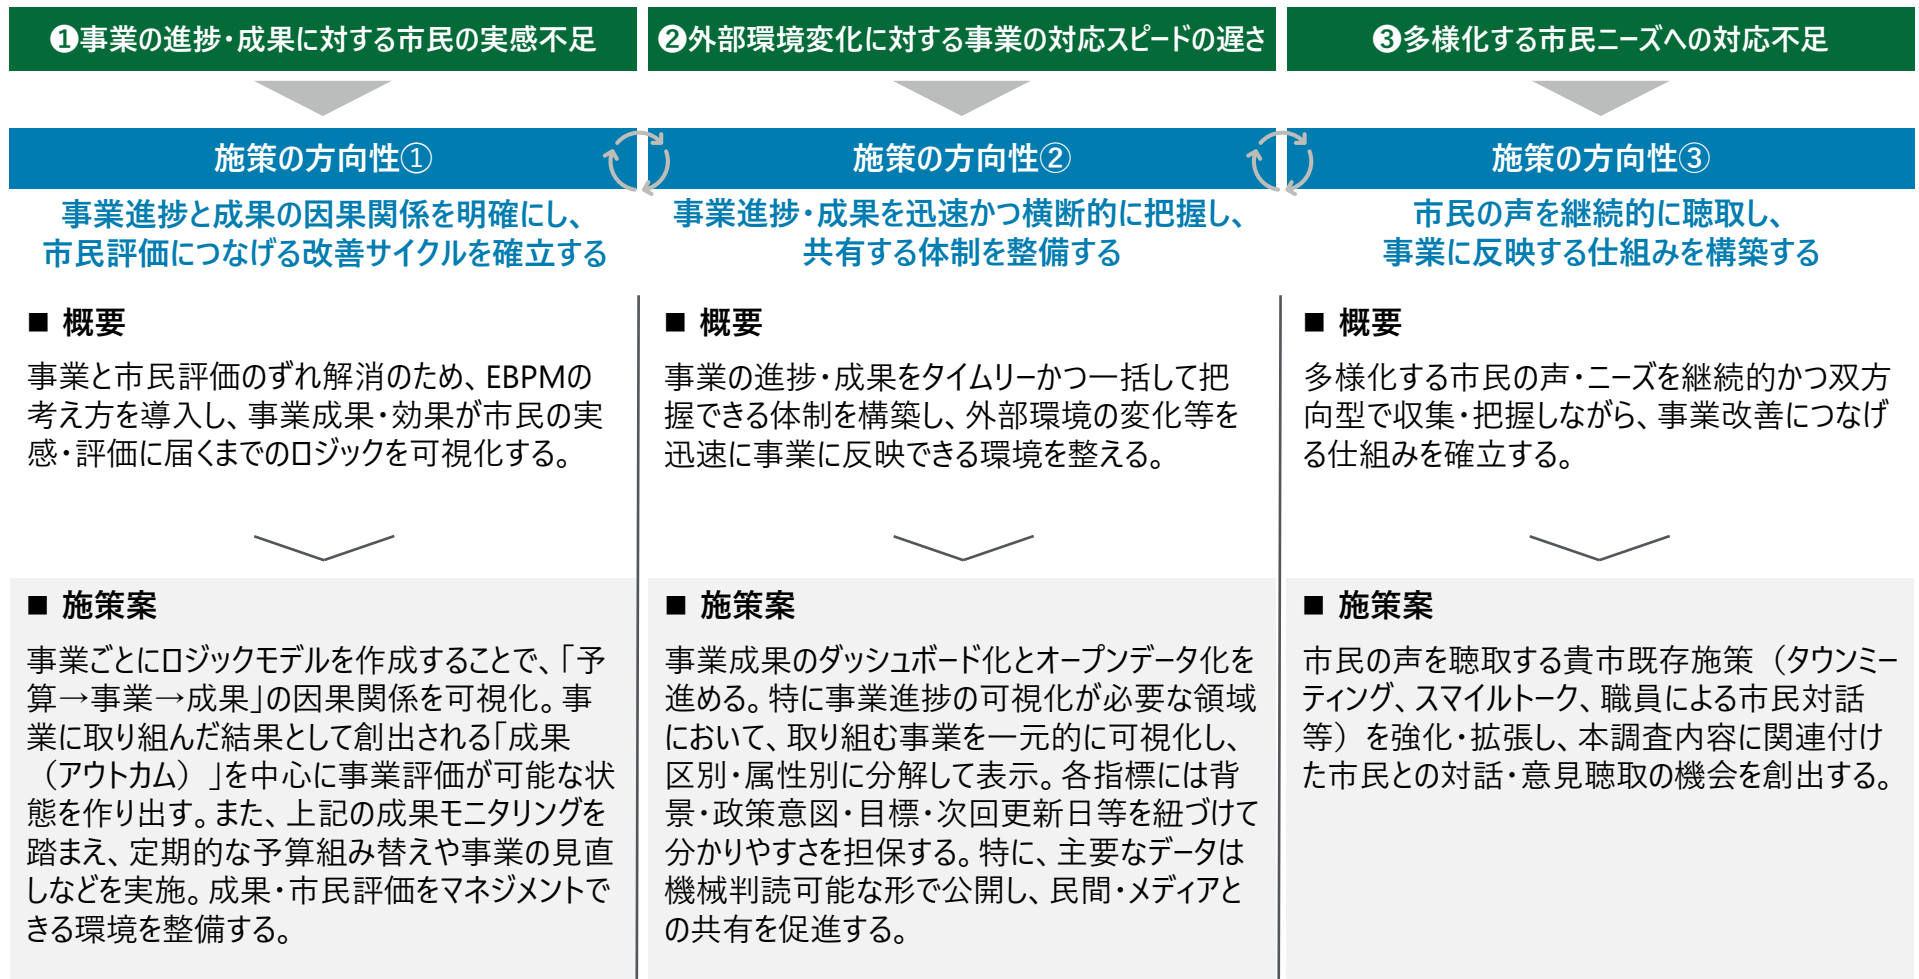 ❶事業の進捗・成果に対する市民の実感不足
施策の方向性①
事業進捗と成果の因果関係を明確にし、
市民評価につなげる改善サイクルを確立する
■ 概要
事業と市民評価のずれ解消のため、EBPMの
考え方を導入し、事業成果・効果が市民の実
感・評価に届くまでのロジックを可視化する。
■ 施策案
事業ごとにロジックモデルを作成することで、「予
算→事業→成果」の因果関係を可視化。事
業に取り組んだ結果として創出される「成果
（アウトカム）」を中心に事業評価が可能な状
態を作り出す。また、上記の成果モニタリングを
踏まえ、定期的な予算組み替えや事業の見直
しなどを実施。成果・市民評価をマネジメントで
きる環境を整備する。
❷外部環境変化に対する事業の対応スピードの遅さ
施策の方向性②
事業進捗・成果を迅速かつ横断的に把握し、
共有する体制を整備する
■ 概要
事業の進捗・成果をタイムリーかつ一括して把
握できる体制を構築し、外部環境の変化等を
迅速に事業に反映できる環境を整える。
■ 施策案
事業成果のダッシュボード化とオープンデータ化を
進める。特に事業進捗の可視化が必要な領域
において、取り組む事業を一元的に可視化し、
区別・属性別に分解して表示。各指標には背
景・政策意図・目標・次回更新日等を紐づけて
分かりやすさを担保する。特に、主要なデータは
機械判読可能な形で公開し、民間・メディアと
の共有を促進する。
❸多様化する市民ニーズへの対応不足
施策の方向性③
市民の声を継続的に聴取し、
事業に反映する仕組みを構築する
■ 概要
多様化する市民の声・ニーズを継続的かつ双方
向型で収集・把握しながら、事業改善につなげ
る仕組みを確立する。
■ 施策案
市民の声を聴取する貴市既存施策（タウンミー
ティング、スマイルトーク、職員による市民対話
等）を強化・拡張し、本調査内容に関連付け
た市民との対話・意見聴取の機会を創出する。